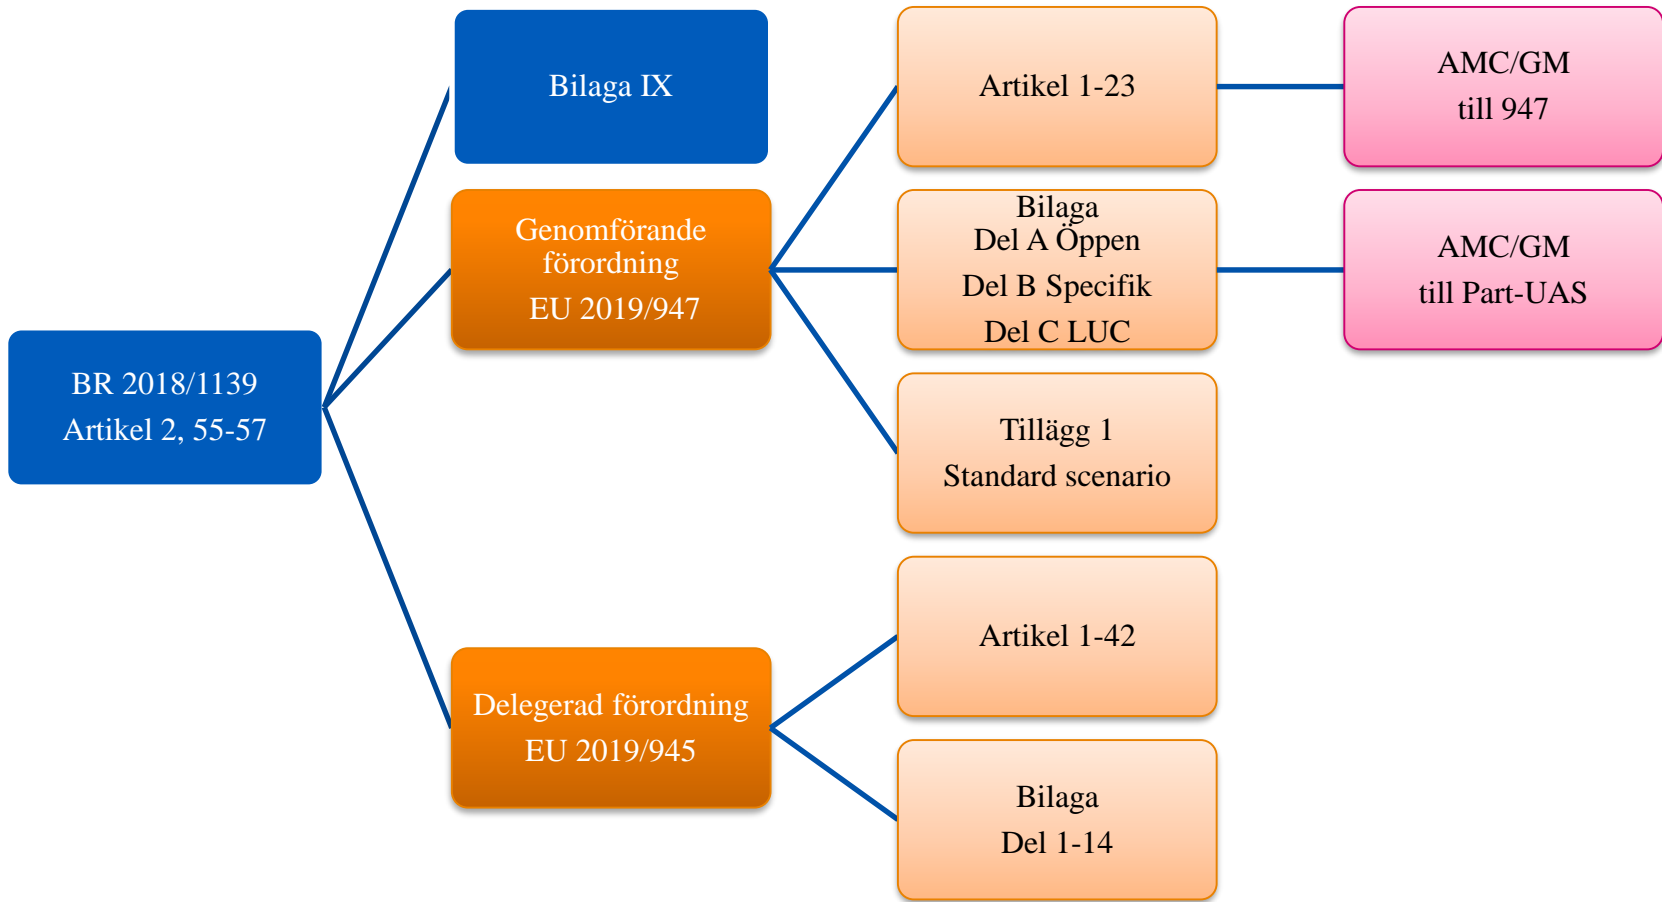 BR 2018/1139
Artikel 2, 55-57
Bilaga IX
Genomförande
förordning
EU 2019/947
Delegerad förordning
EU 2019/945
Artikel 1-23
Bilaga
Del A Öppen
Del B Specifik
Del C LUC
Tillägg 1
Standard scenario
Artikel 1-42
Bilaga
Del 1-14
AMC/GM
till 947
AMC/GM
till Part-UAS